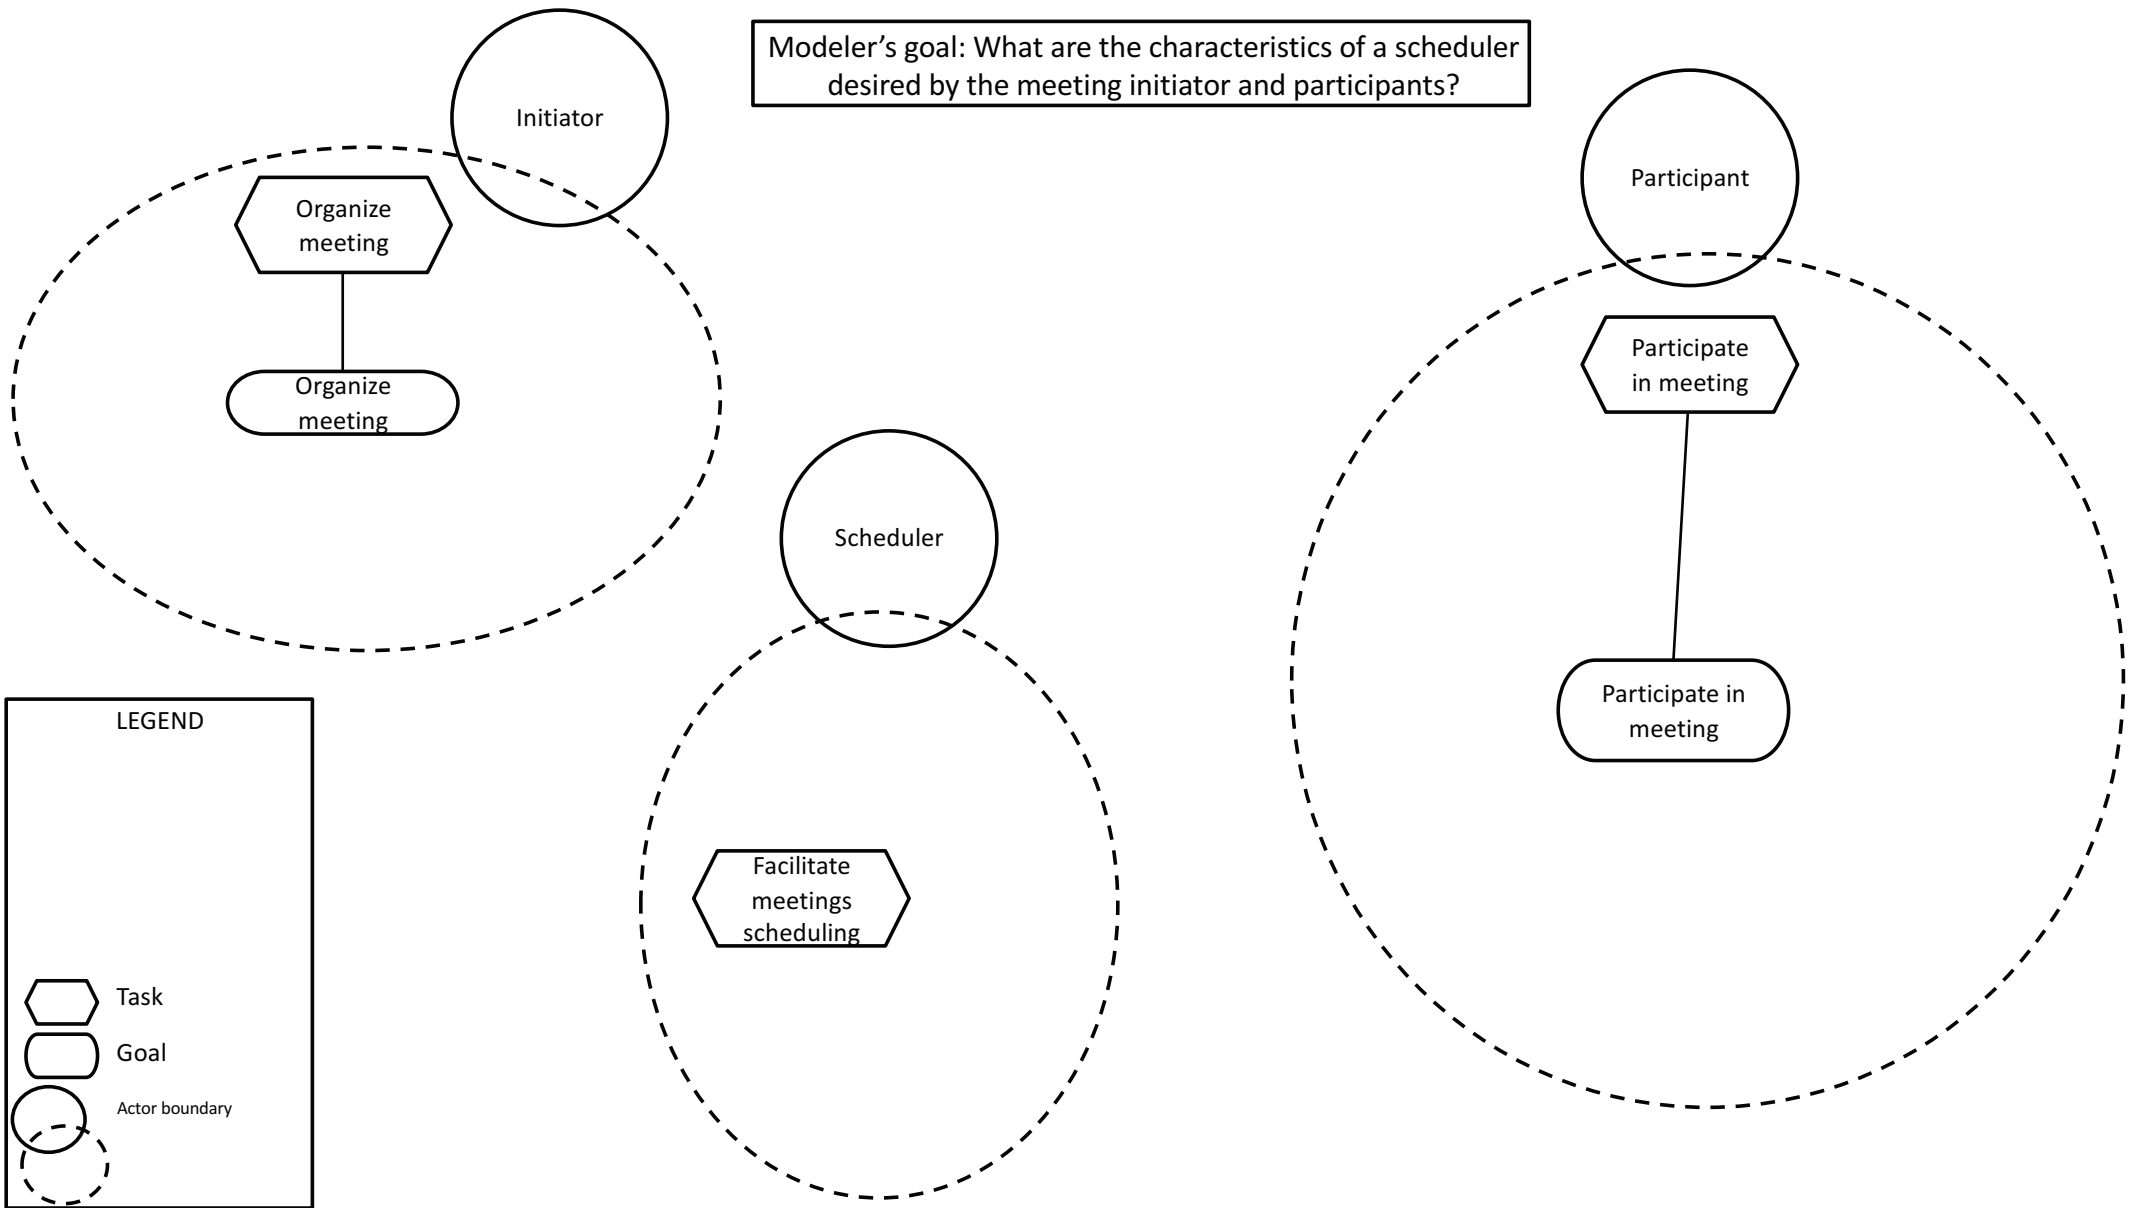 Modeler’s goal: What are the characteristics of a scheduler
desired by the meeting initiator and participants?
Initiator
Organize
meeting
Organize
meeting
Participant
Participate
in meeting
Participate in
meeting
Scheduler
Facilitate
meetings
scheduling
LEGEND
Task
Goal
Actor boundary